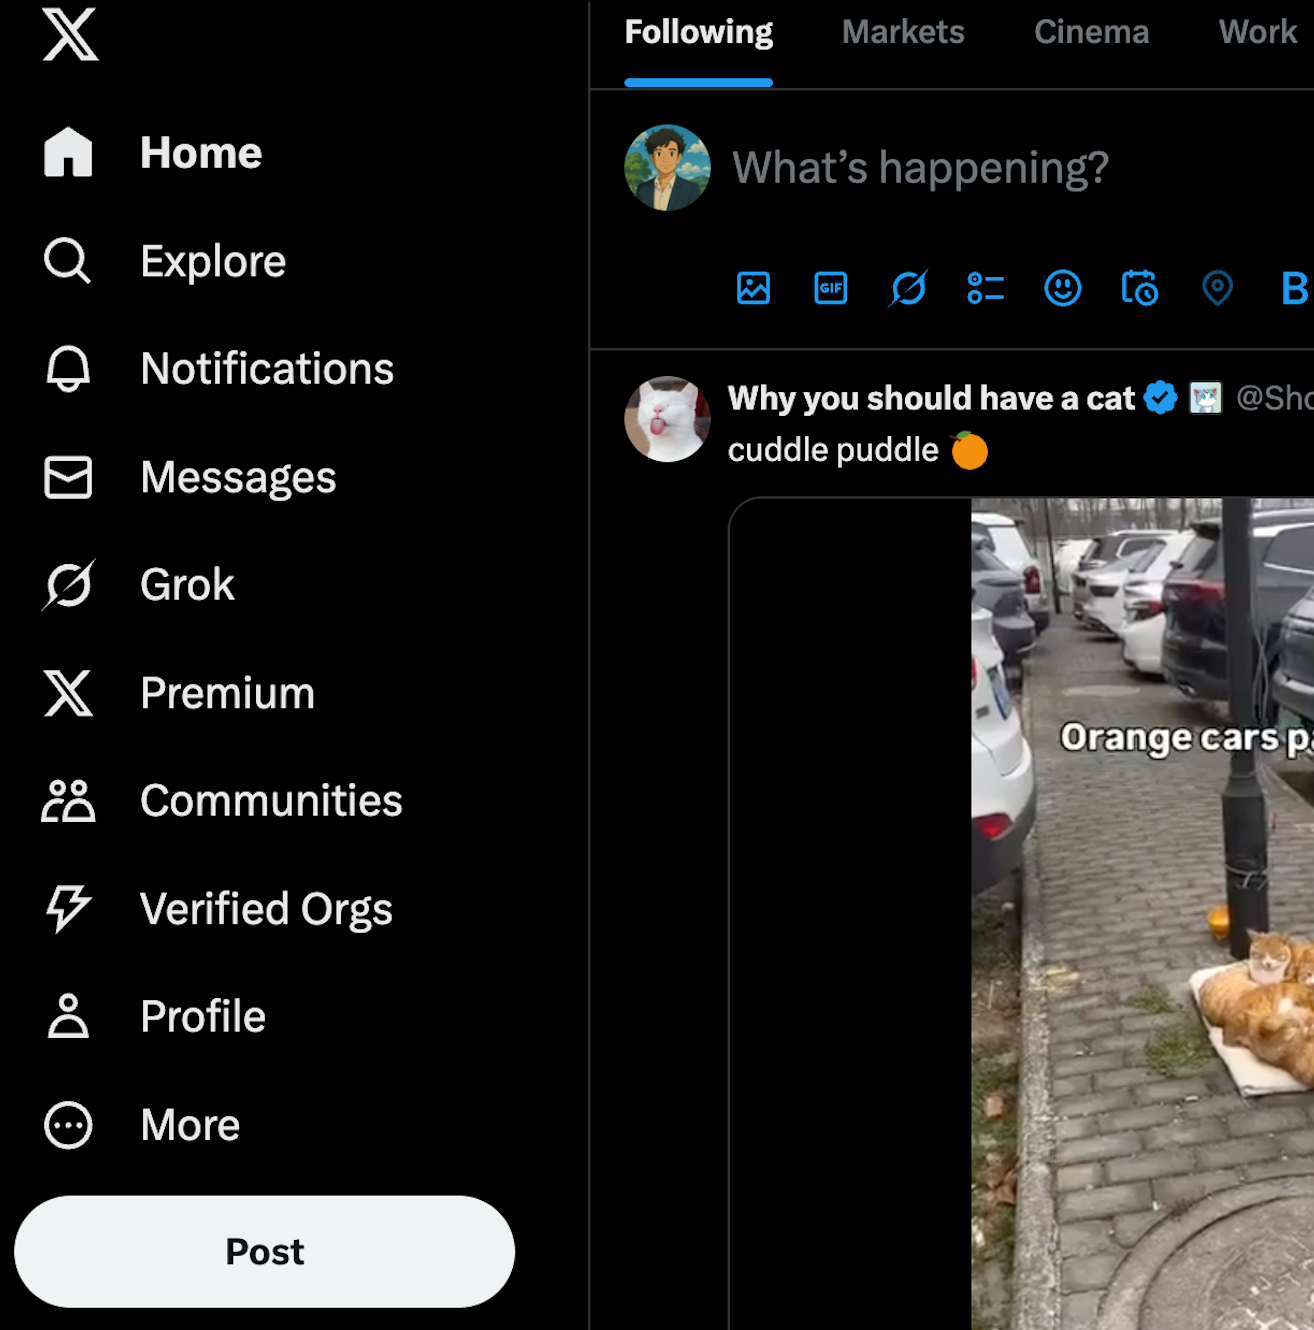 Home
Explore
Notifications
Messages
Grok
Premium
Communities
Verified Orgs
Profile
More
Post
Following Markets Cinema Work
What’s happening?
GIF
B
Why you should have a cat @Sho
cuddle puddle
Orange cars pa